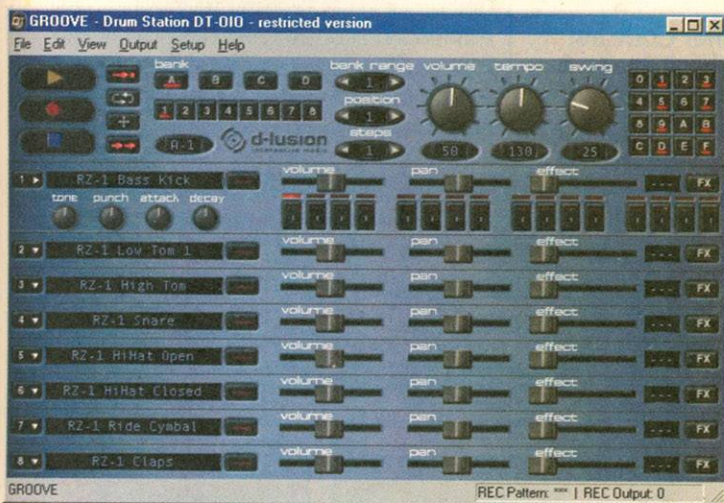 GROOVE - Drum Station DT-010 - restricted version
File Edit View Output Setup Help
bank
A B C D
1 2 3 4 5 6 7 8
A-1
d-lusion
interactive media
bank range
1
position
1
steps
1
volume
50
tempo
130
swing
25
0 1 2 3
4 5 6 7
8 9 A B
C D E F
1 RZ-1 Bass Kick volume pan effect --- FX
tone punch attack decay
2 RZ-1 Low Tom 1 volume pan effect --- FX
3 RZ-1 High Tom volume pan effect --- FX
4 RZ-1 Snare volume pan effect --- FX
5 RZ-1 HiHat Open volume pan effect --- FX
6 RZ-1 HiHat Closed volume pan effect --- FX
7 RZ-1 Ride Cymbal volume pan effect --- FX
8 RZ-1 Claps volume pan effect --- FX
GROOVE
REC Pattern: *** | REC Output: 0